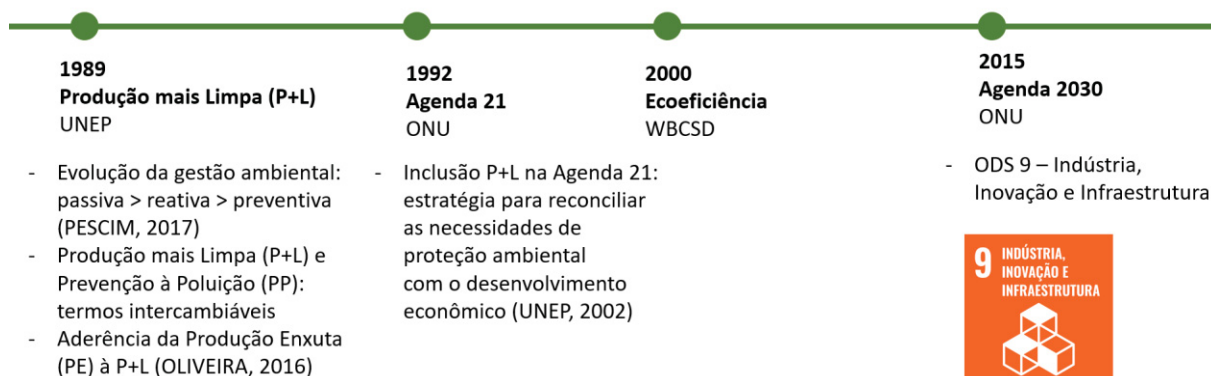 1989
Produção mais Limpa (P+L)
UNEP
- Evolução da gestão ambiental:
passiva > reativa > preventiva
(PESCIM, 2017)
- Produção mais Limpa (P+L) e
Prevenção à Poluição (PP):
termos intercambiáveis
- Aderência da Produção Enxuta
(PE) à P+L (OLIVEIRA, 2016)
1992
Agenda 21
ONU
- Inclusão P+L na Agenda 21:
estratégia para reconciliar
as necessidades de
proteção ambiental
com o desenvolvimento
econômico (UNEP, 2002)
2000
Ecoeficiência
WBCSD
2015
Agenda 2030
ONU
- ODS 9 – Indústria,
Inovação e Infraestrutura
9 INDÚSTRIA,
INOVAÇÃO E
INFRAESTRUTURA